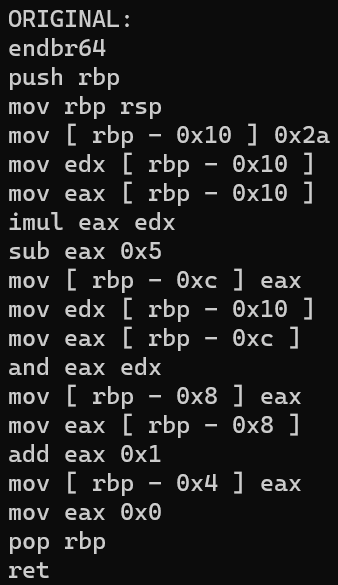 ORIGINAL:
endbr64
push rbp
mov rbp rsp
mov [ rbp - 0x10 ] 0x2a
mov edx [ rbp - 0x10 ]
mov eax [ rbp - 0x10 ]
imul eax edx
sub eax 0x5
mov [ rbp - 0xc ] eax
mov edx [ rbp - 0x10 ]
mov eax [ rbp - 0xc ]
and eax edx
mov [ rbp - 0x8 ] eax
mov eax [ rbp - 0x8 ]
add eax 0x1
mov [ rbp - 0x4 ] eax
mov eax 0x0
pop rbp
ret